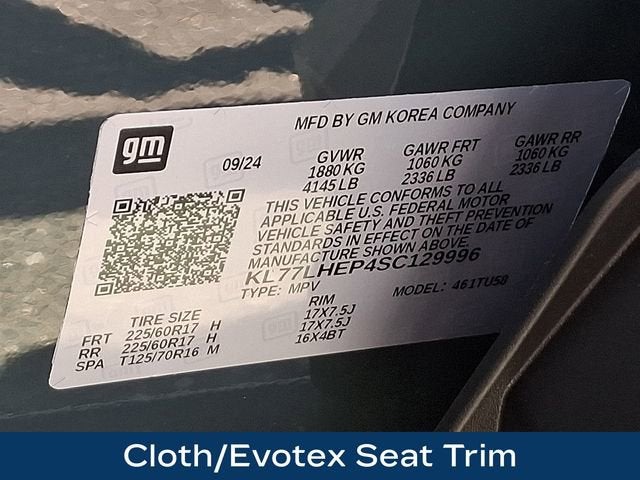 MFD BY GM KOREA COMPANY
gm
09/24
GVWR
1880 KG
4145 LB
GAWR FRT
1060 KG
2336 LB
GAWR RR
1060 KG
2336 LB
THIS VEHICLE CONFORMS TO ALL
APPLICABLE U.S. FEDERAL MOTOR
VEHICLE SAFETY AND THEFT PREVENTION
STANDARDS IN EFFECT ON THE DATE OF
MANUFACTURE SHOWN ABOVE.
KL77LHEP4SC129996
TYPE: MPV MODEL: 461TU58
TIRE SIZE RIM
FRT 225/60R17 H 17X7.5J
RR 225/60R17 H 17X7.5J
SPA T125/70R16 M 16X4BT
Cloth/Evotex Seat Trim